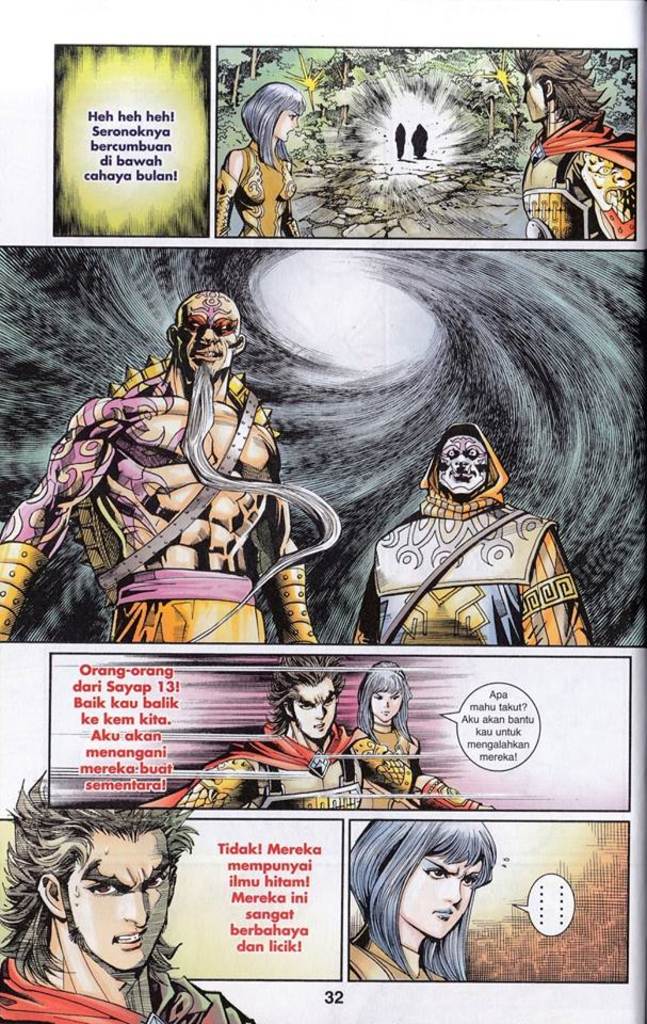 Heh heh heh!
Seronoknya
bercumbuan
di bawah
cahaya bulan!
Orang-orang
dari Sayap 13!
Baik kau balik
ke kem kita.
Aku akan
menangani
mereka buat
sementara!
Apa
mahu takut?
Aku akan bantu
kau untuk
mengalahkan
mereka!
Tidak! Mereka
mempunyai
ilmu hitam!
Mereka ini
sangat
berbahaya
dan licik!
32